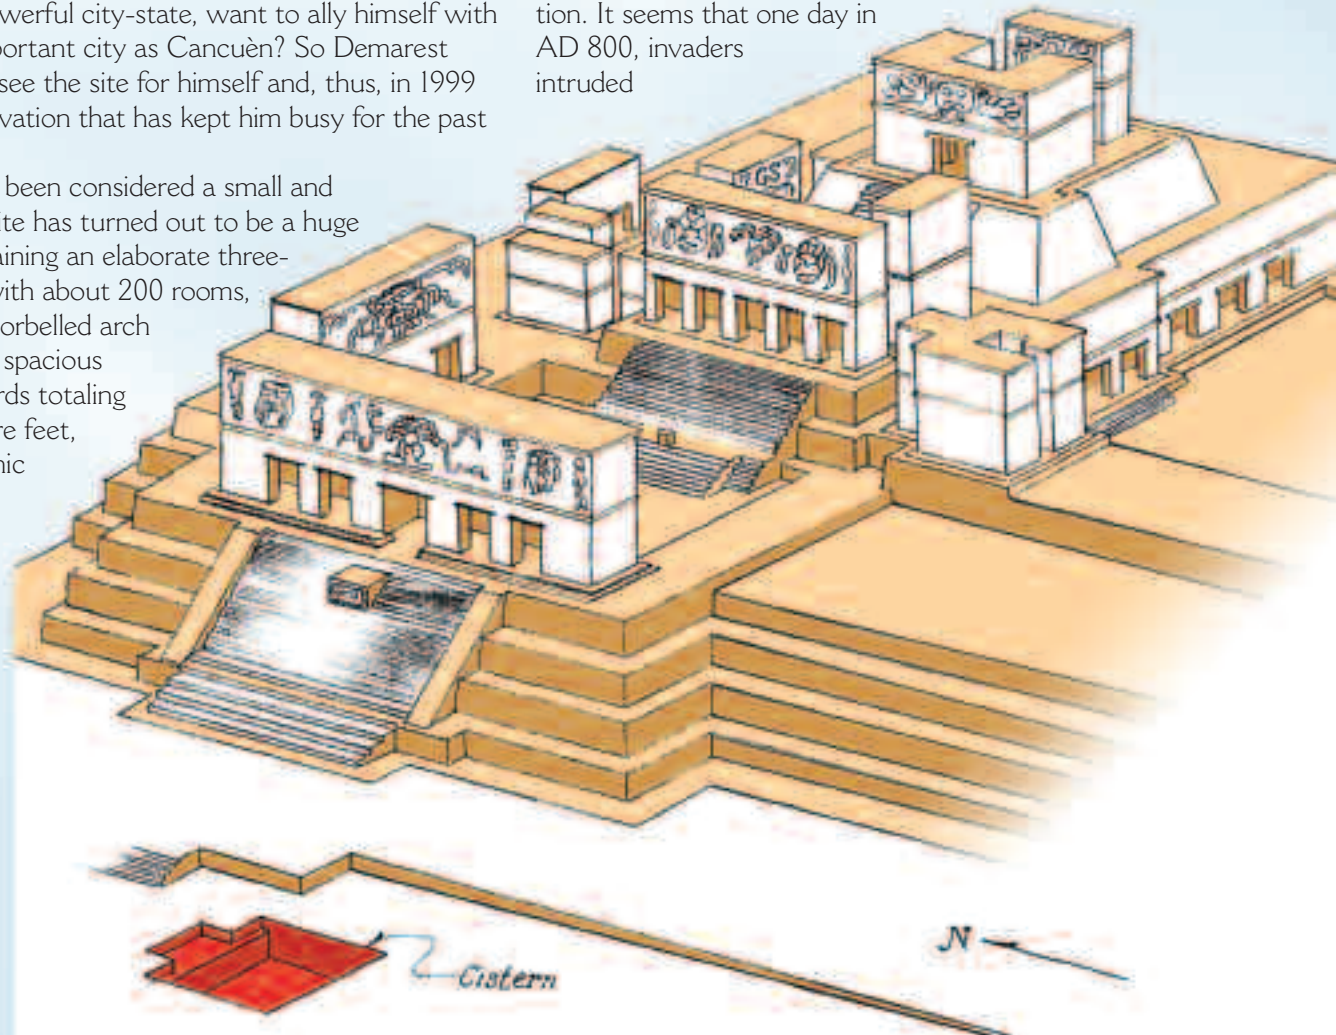 owerful city-state, want to ally himself with
portant city as Cancuèn? So Demarest
see the site for himself and, thus, in 1999
vation that has kept him busy for the past
been considered a small and
ite has turned out to be a huge
aining an elaborate three-
with about 200 rooms,
orbelled arch
spacious
rds totaling
re feet,
nic
tion. It seems that one day in
AD 800, invaders
intruded
N
Cistern